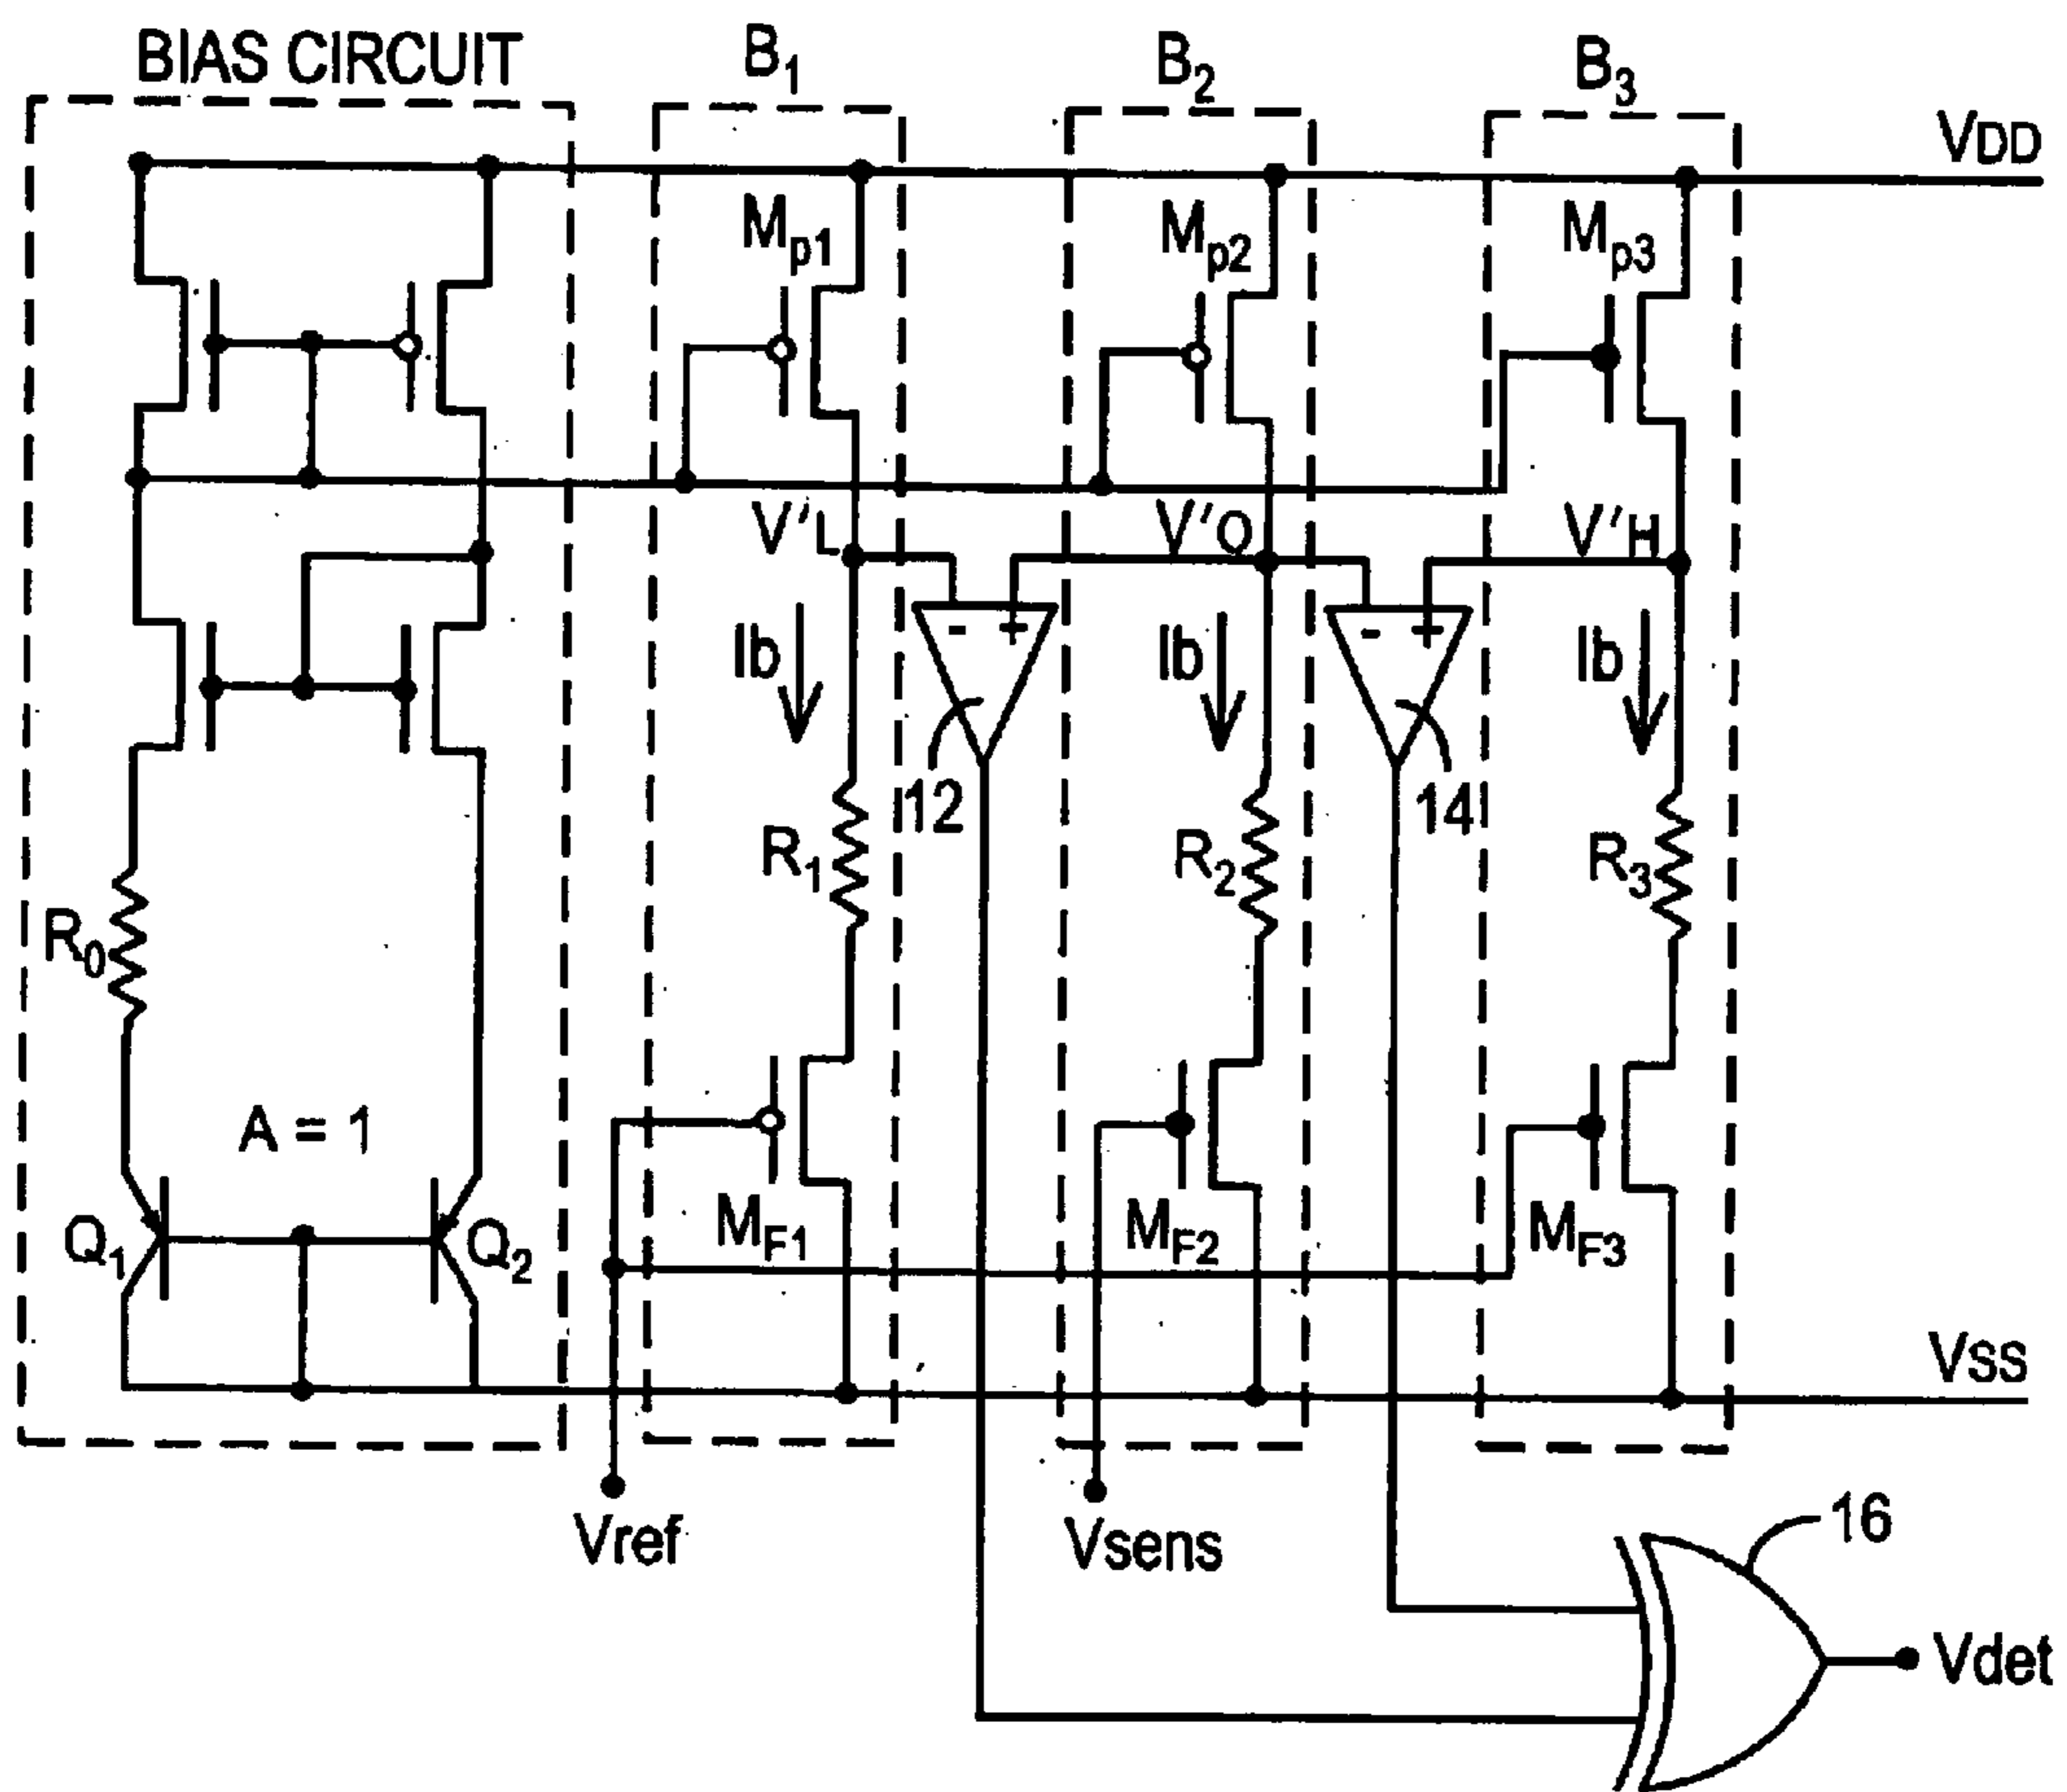 BIAS CIRCUIT
B1
B2
B3
VDD
Mp1
Mp2
Mp3
V'L
V'O
V'H
- +
- +
Ib
Ib
Ib
12
14
R1
R2
R3
R0
A = 1
Q1
Q2
MF1
MF2
MF3
VSS
Vref
Vsens
16
Vdet